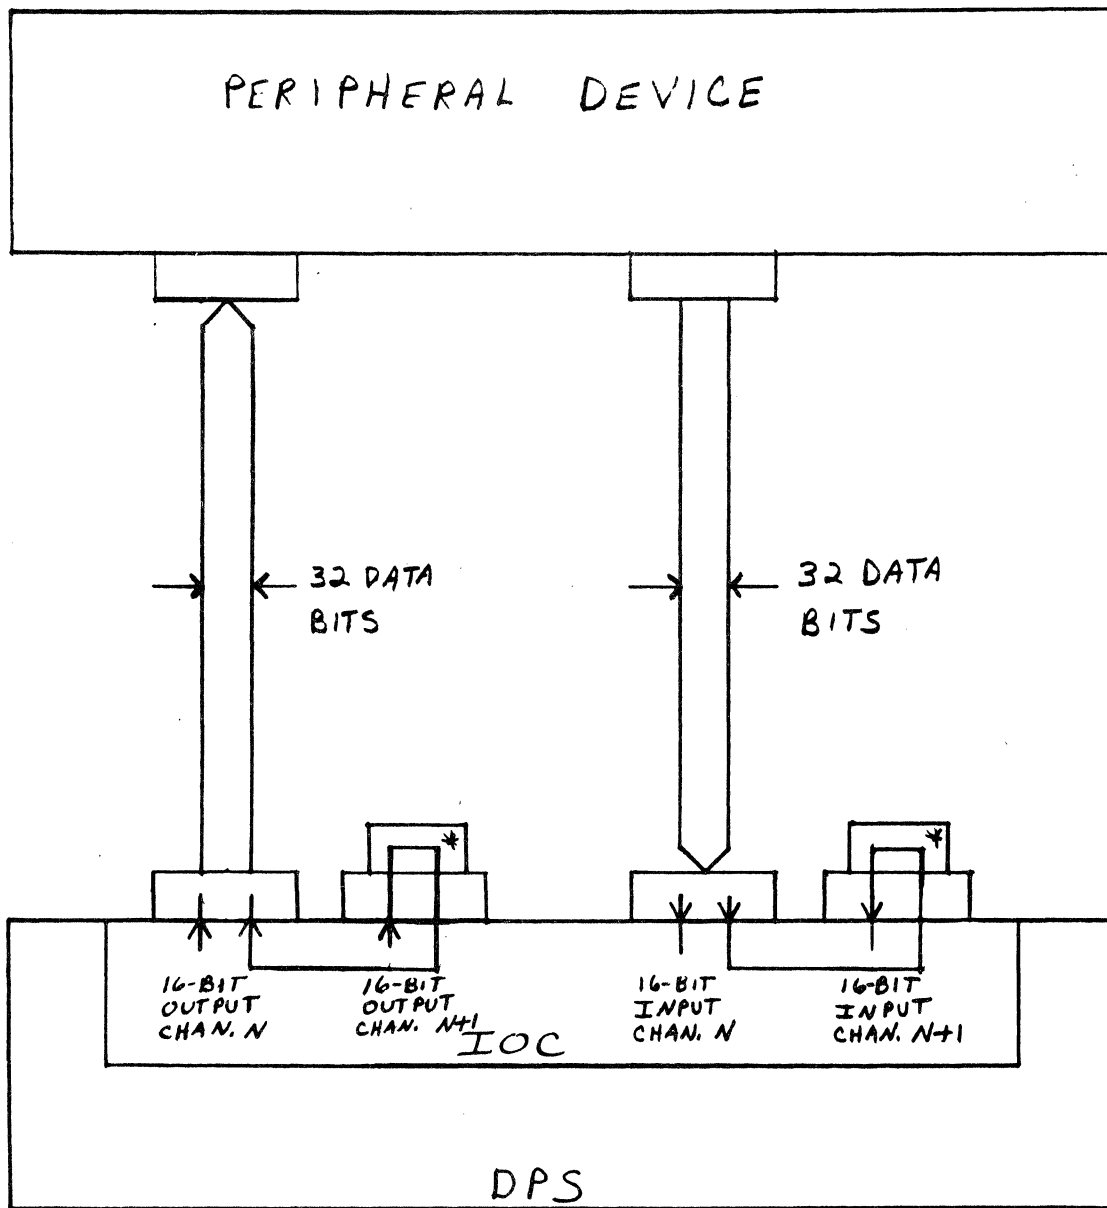 PERIPHERAL DEVICE
32 DATA
BITS
32 DATA
BITS
*
*
16-BIT
OUTPUT
CHAN. N
16-BIT
OUTPUT
CHAN. N+1
16-BIT
INPUT
CHAN. N
16-BIT
INPUT
CHAN. N+1
IOC
DPS